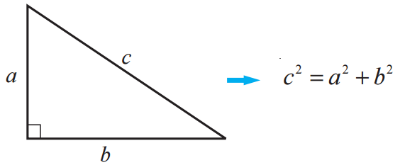 a
c
c² = a² + b²
b